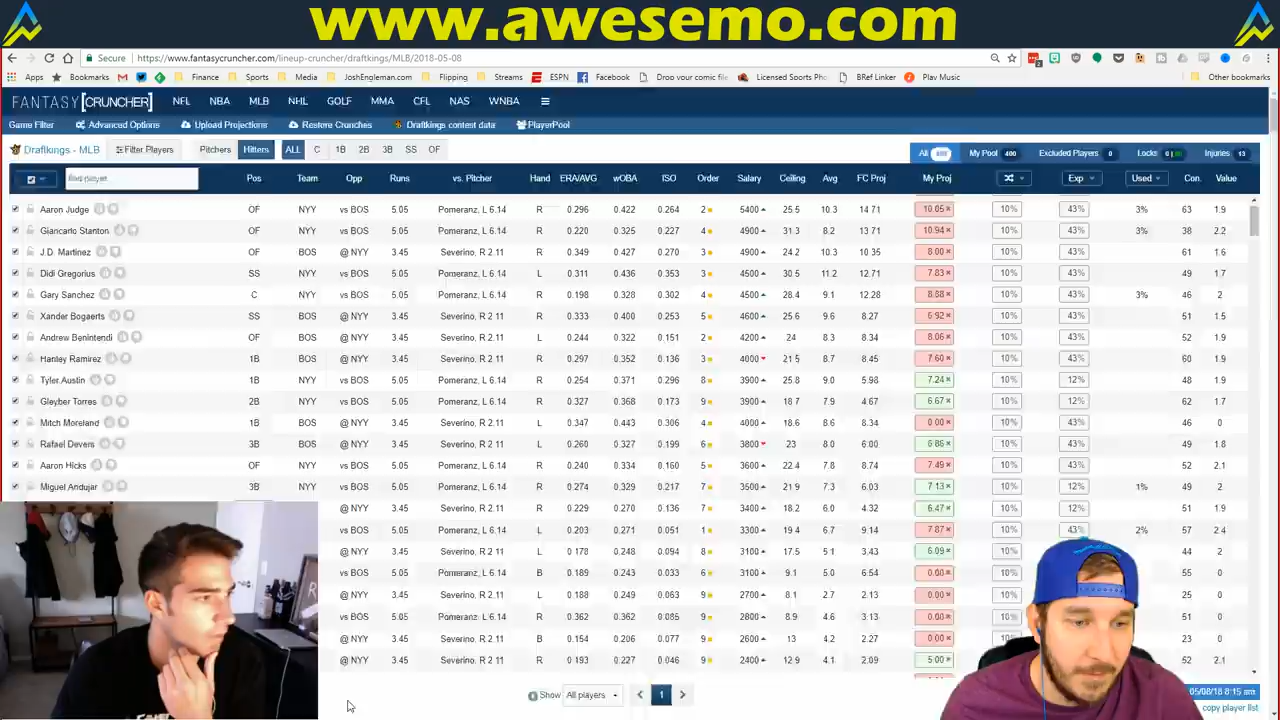 www.awesemo.com
Secure https://www.fantasycruncher.com/lineup-cruncher/draftkings/MLB/2018-05-08
Apps Bookmarks Finance Sports Media JoshEngleman.com Flipping Streams ESPN Facebook Drop your comic file Licensed Sports Pho BRef Linker Play Music Other bookmarks
FANTASY [CRUNCHER] NFL NBA MLB NHL GOLF MMA CFL NAS WNBA
Game Filter Advanced Options Upload Projections Restore Crunches Draftkings contest data PlayerPool
Draftkings - MLB Filter Players Pitchers Hitters ALL C 1B 2B 3B SS OF All My Pool 400 Excluded Players 0 Locks Injuries 13
Find player Pos Team Opp Runs vs. Pitcher Hand ERA/AVG wOBA ISO Order Salary Ceiling Avg FC Proj My Proj Exp Used Con. Value
Aaron Judge OF NYY vs BOS 5.05 Pomeranz, L 6.14 R 0.296 0.422 0.264 2 5400 25.5 10.3 14.71 10.05 10% 43% 3% 63 1.9
Giancarlo Stanton OF NYY vs BOS 5.05 Pomeranz, L 6.14 R 0.220 0.325 0.227 4 4900 31.3 8.2 13.71 10.94 10% 43% 3% 38 2.2
J.D. Martinez OF BOS @ NYY 3.45 Severino, R 2.11 R 0.349 0.427 0.270 3 4900 24.2 10.3 10.35 8.00 10% 43% 61 1.6
Didi Gregorius SS NYY vs BOS 5.05 Pomeranz, L 6.14 L 0.311 0.436 0.353 3 4500 30.5 11.2 12.71 7.83 10% 43% 49 1.7
Gary Sanchez C NYY vs BOS 5.05 Pomeranz, L 6.14 R 0.198 0.328 0.302 4 4500 28.4 9.1 12.28 8.88 10% 43% 3% 46 2
Xander Bogaerts SS BOS @ NYY 3.45 Severino, R 2.11 R 0.333 0.400 0.253 5 4600 25.6 9.6 8.27 6.92 10% 43% 51 1.5
Andrew Benintendi OF BOS @ NYY 3.45 Severino, R 2.11 L 0.244 0.322 0.151 2 4200 24 8.3 8.34 8.06 10% 43% 52 1.9
Hanley Ramirez 1B BOS @ NYY 3.45 Severino, R 2.11 R 0.297 0.352 0.136 3 4000 21.5 8.7 8.45 7.60 10% 43% 60 1.9
Tyler Austin 1B NYY vs BOS 5.05 Pomeranz, L 6.14 R 0.254 0.371 0.296 8 3900 25.8 9.0 5.98 7.24 10% 12% 48 1.9
Gleyber Torres 2B NYY vs BOS 5.05 Pomeranz, L 6.14 R 0.327 0.368 0.173 9 3900 18.7 7.9 4.67 6.67 10% 12% 62 1.7
Mitch Moreland 1B BOS @ NYY 3.45 Severino, R 2.11 L 0.347 0.443 0.306 4 4000 18.6 8.6 8.34 0.00 10% 43% 46 0
Rafael Devers 3B BOS @ NYY 3.45 Severino, R 2.11 L 0.260 0.327 0.199 6 3800 23 8.0 6.00 6.86 10% 43% 49 1.8
Aaron Hicks OF NYY vs BOS 5.05 Pomeranz, L 6.14 R 0.240 0.334 0.160 5 3600 22.4 7.8 8.74 7.49 10% 43% 52 2.1
Miguel Andujar 3B NYY vs BOS 5.05 Pomeranz, L 6.14 R 0.274 0.329 0.217 7 3500 21.9 7.3 6.03 7.13 10% 12% 1% 49 2
@ NYY 3.45 Severino, R 2.11 R 0.229 0.270 0.136 7 3400 18.2 6.0 4.32 6.47 10% 12% 51 1.9
vs BOS 5.05 Pomeranz, L 6.14 L 0.203 0.271 0.051 1 3300 19.4 6.7 9.14 7.87 10% 43% 2% 57 2.4
@ NYY 3.45 Severino, R 2.11 L 0.178 0.248 0.094 8 3100 17.5 5.1 3.43 6.09 10% 44 2
vs BOS 5.05 Pomeranz, L 6.14 B 0.189 0.243 0.033 6 3100 9.1 5.0 6.54 0.00 10% 55 0
@ NYY 3.45 Severino, R 2.11 L 0.188 0.249 0.063 9 2700 8.1 2.7 2.13 0.00 10% 25 0
vs BOS 5.05 Pomeranz, L 6.14 R 0.362 0.362 0.085 9 2800 8.9 4.6 3.13 0.00 10% 53 0
@ NYY 3.45 Severino, R 2.11 B 0.154 0.206 0.077 9 2600 13 4.2 2.27 0.00 23 0
@ NYY 3.45 Severino, R 2.11 R 0.193 0.227 0.046 9 2400 12.9 4.1 2.09 5.00 52 2.1
Show All players 1 05/08/18 8:15 am
copy player list